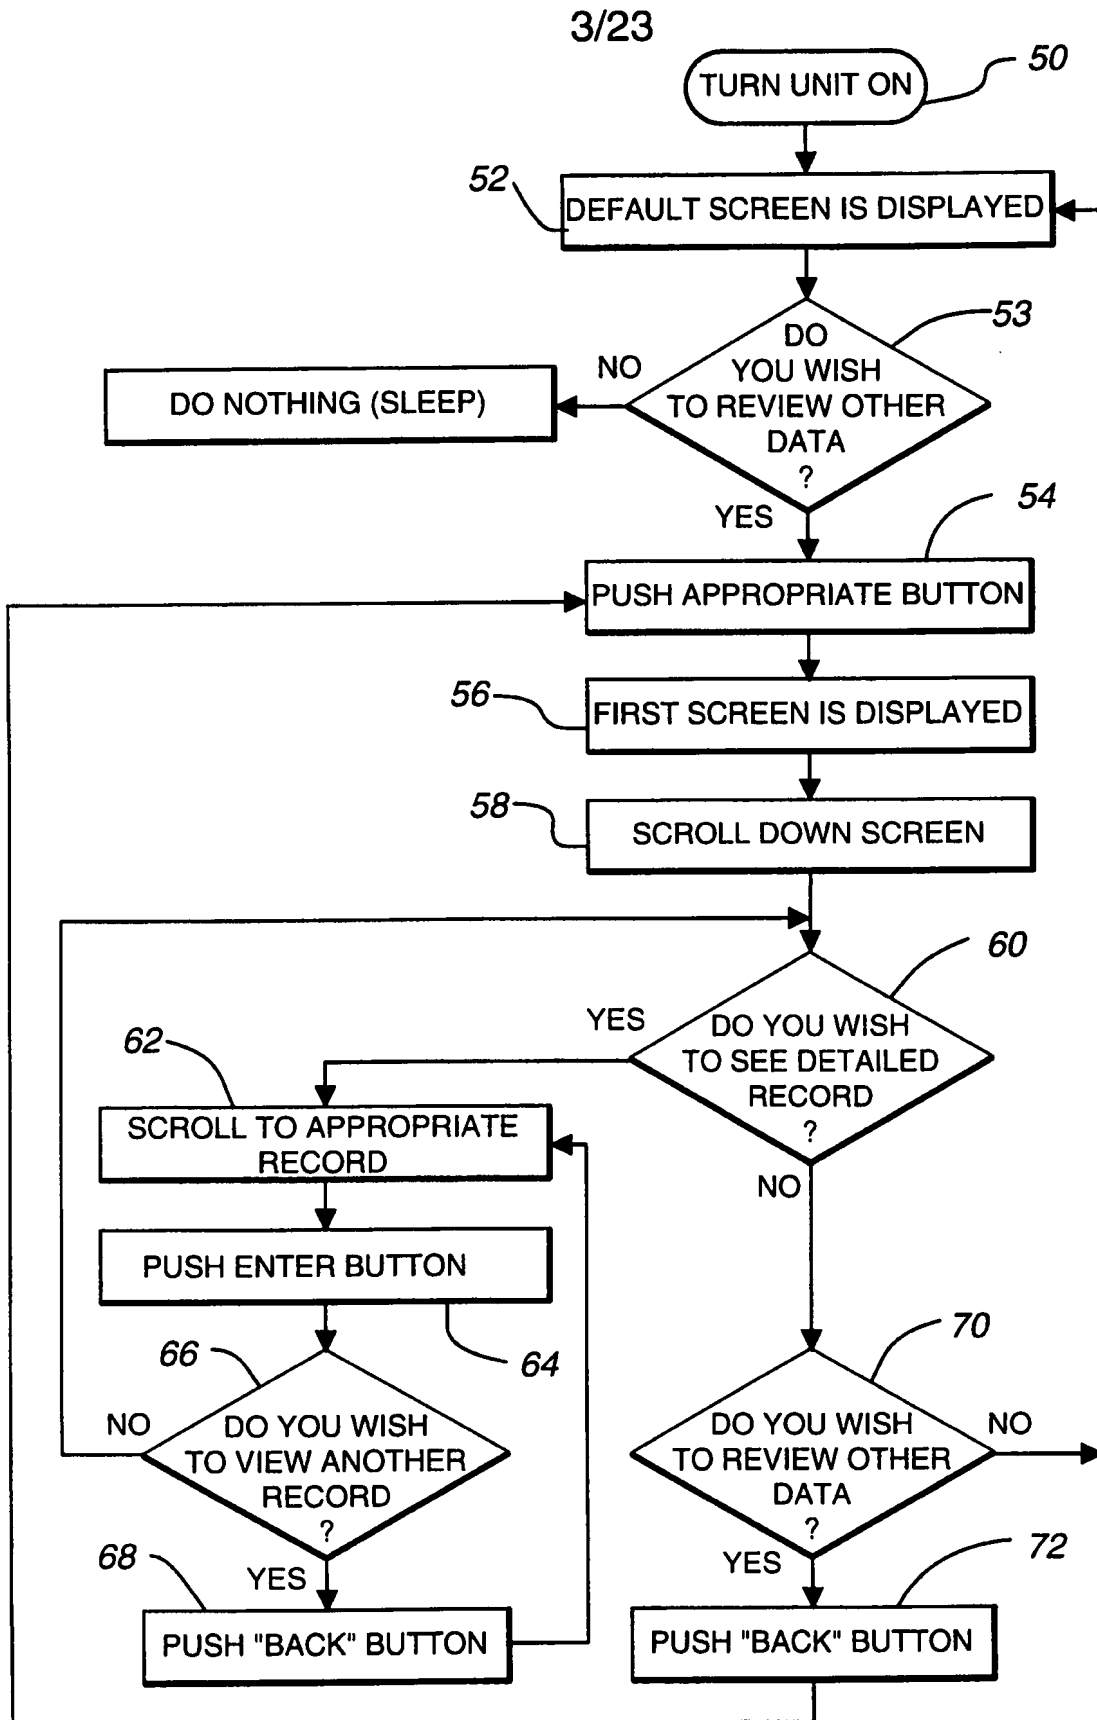 3/23
TURN UNIT ON
50
52
DEFAULT SCREEN IS DISPLAYED
53
DO
YOU WISH
TO REVIEW OTHER
DATA
?
NO
DO NOTHING (SLEEP)
YES
54
PUSH APPROPRIATE BUTTON
56
FIRST SCREEN IS DISPLAYED
58
SCROLL DOWN SCREEN
60
YES
DO YOU WISH
TO SEE DETAILED
RECORD
?
NO
62
SCROLL TO APPROPRIATE
RECORD
PUSH ENTER BUTTON
64
66
NO
DO YOU WISH
TO VIEW ANOTHER
RECORD
?
YES
68
PUSH "BACK" BUTTON
70
DO YOU WISH
TO REVIEW OTHER
DATA
?
NO
YES
72
PUSH "BACK" BUTTON